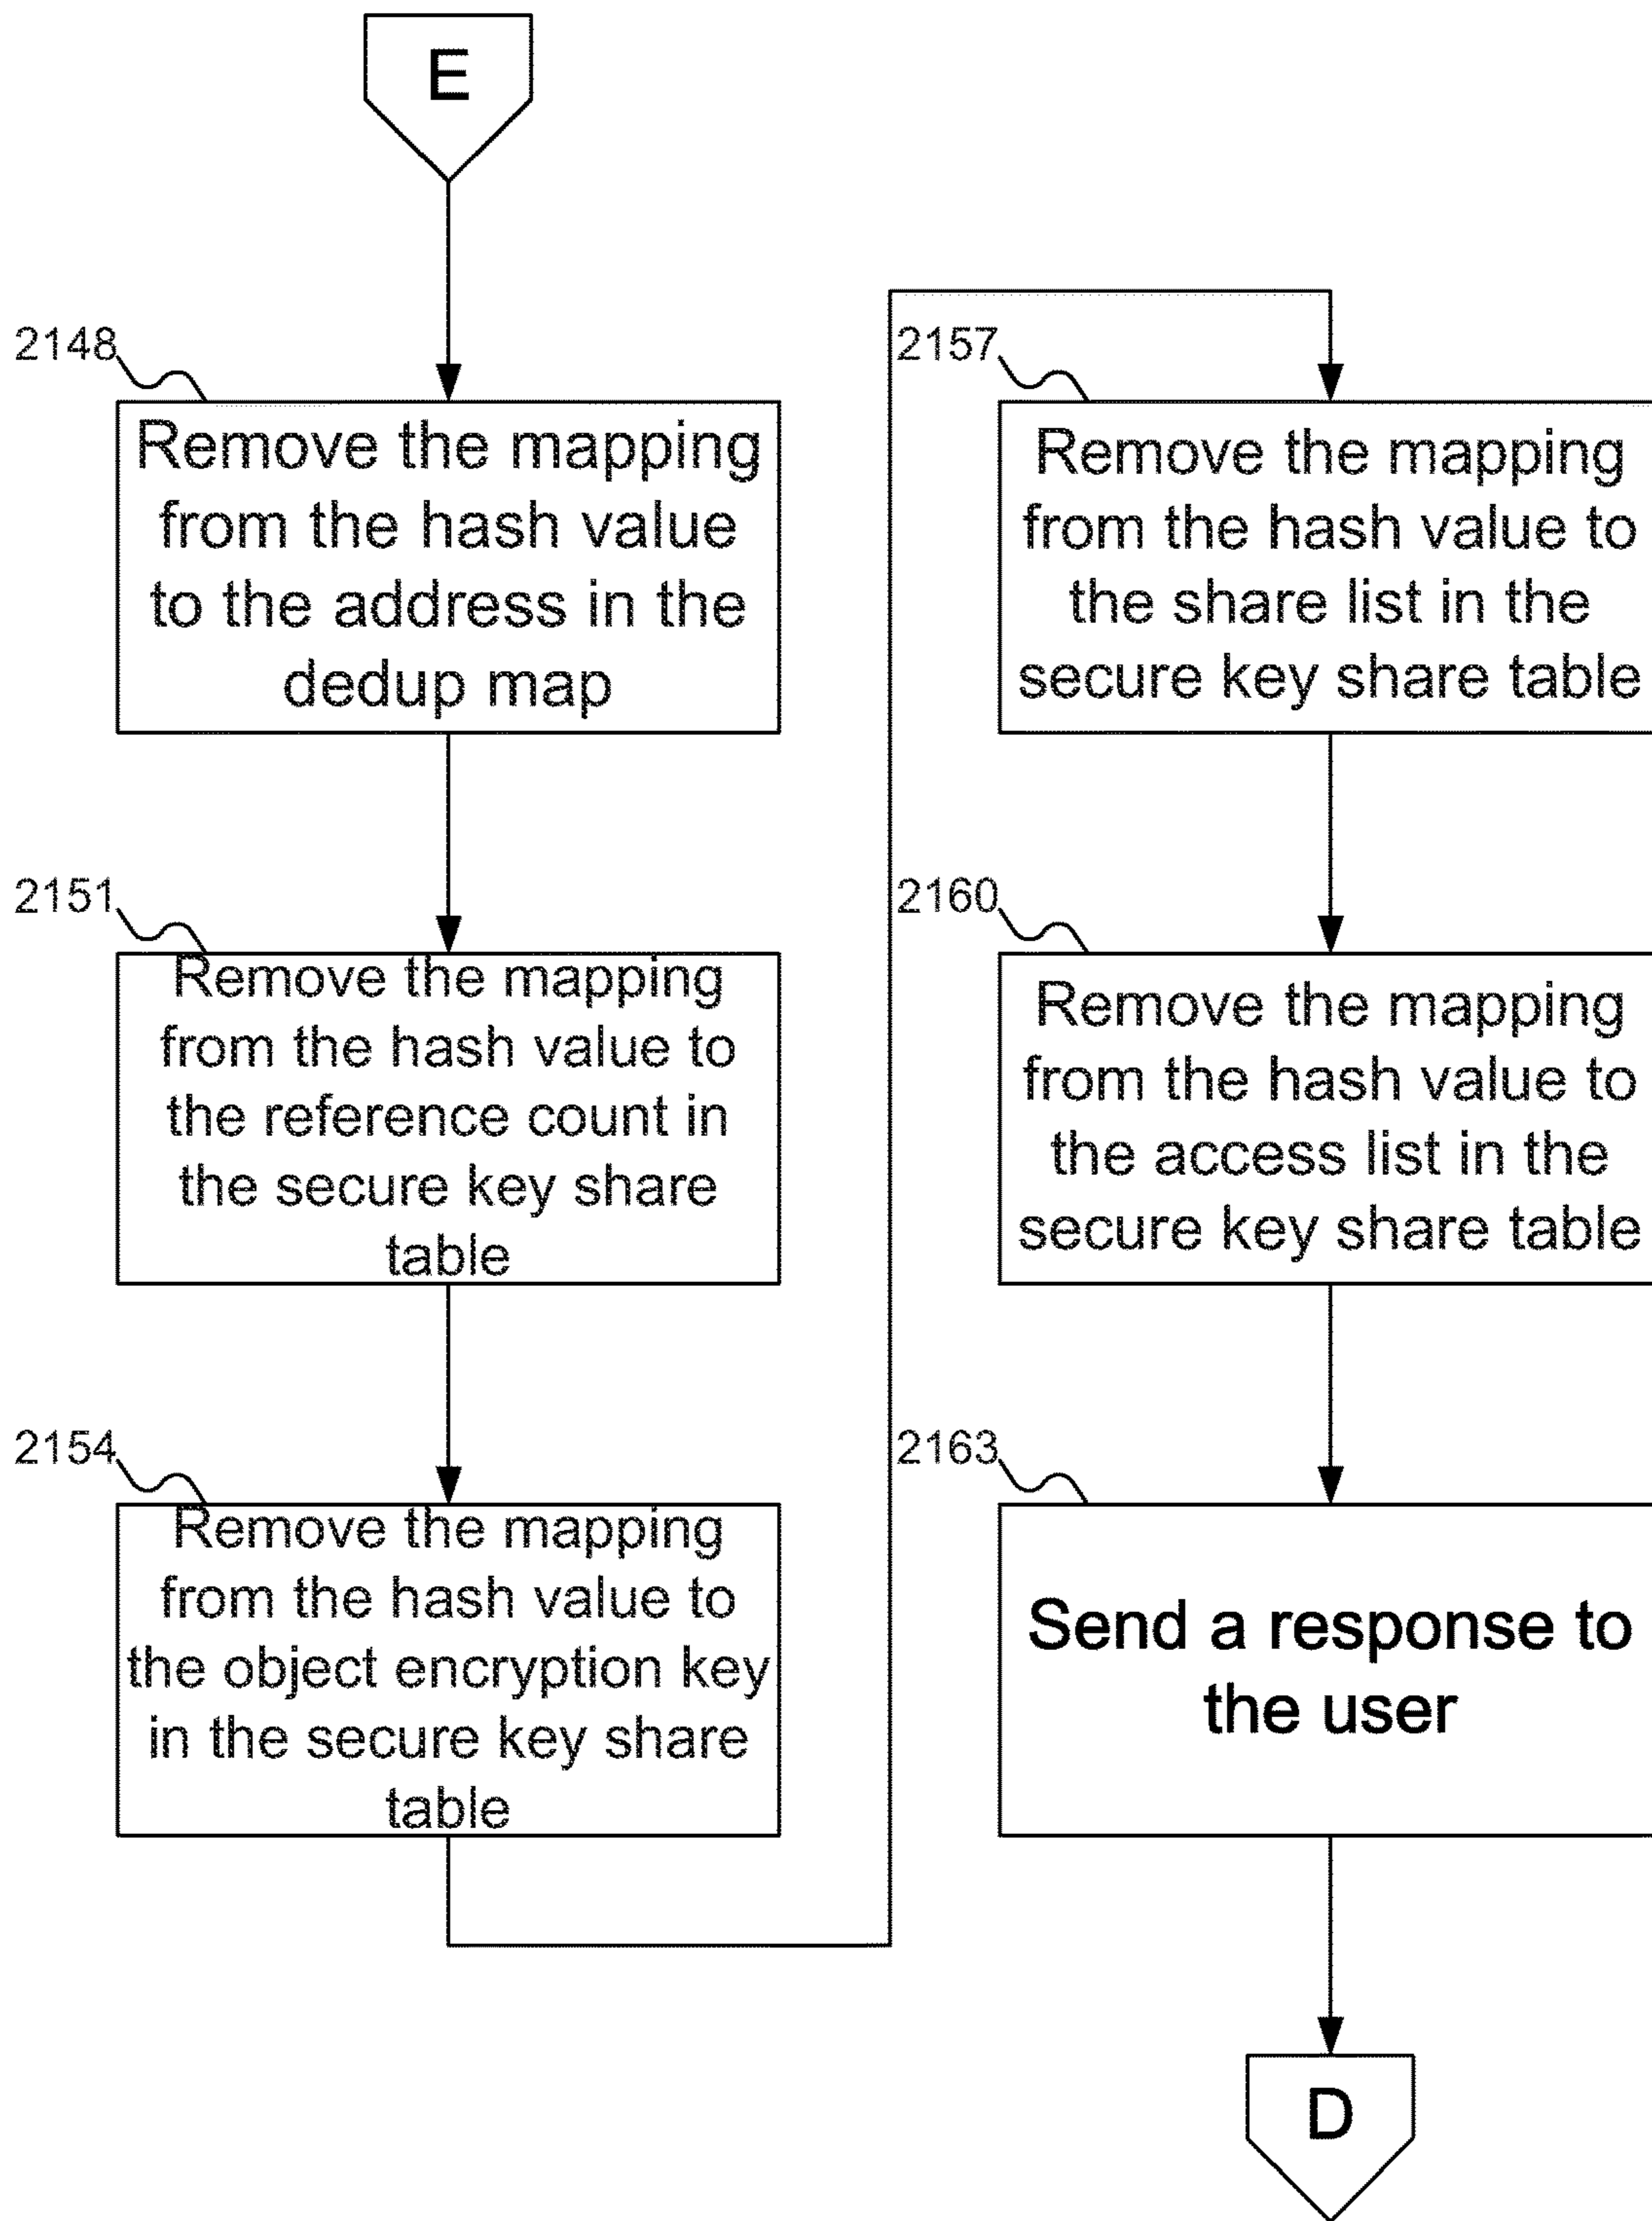 E
2148
Remove the mapping
from the hash value
to the address in the
dedup map
2151
Remove the mapping
from the hash value to
the reference count in
the secure key share
table
2154
Remove the mapping
from the hash value to
the object encryption key
in the secure key share
table
2157
Remove the mapping
from the hash value to
the share list in the
secure key share table
2160
Remove the mapping
from the hash value to
the access list in the
secure key share table
2163
Send a response to
the user
D